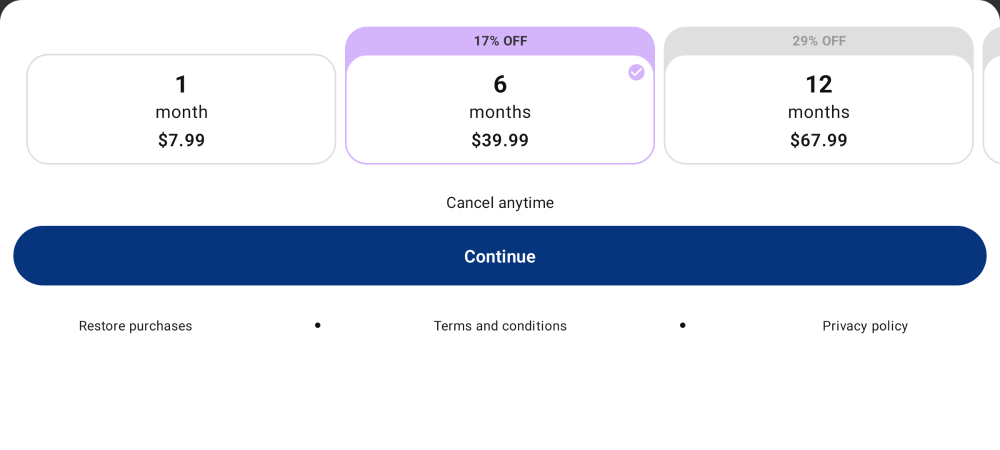 1
month
$7.99
17% OFF
6
months
$39.99
29% OFF
12
months
$67.99
Cancel anytime
Continue
Restore purchases
Terms and conditions
Privacy policy